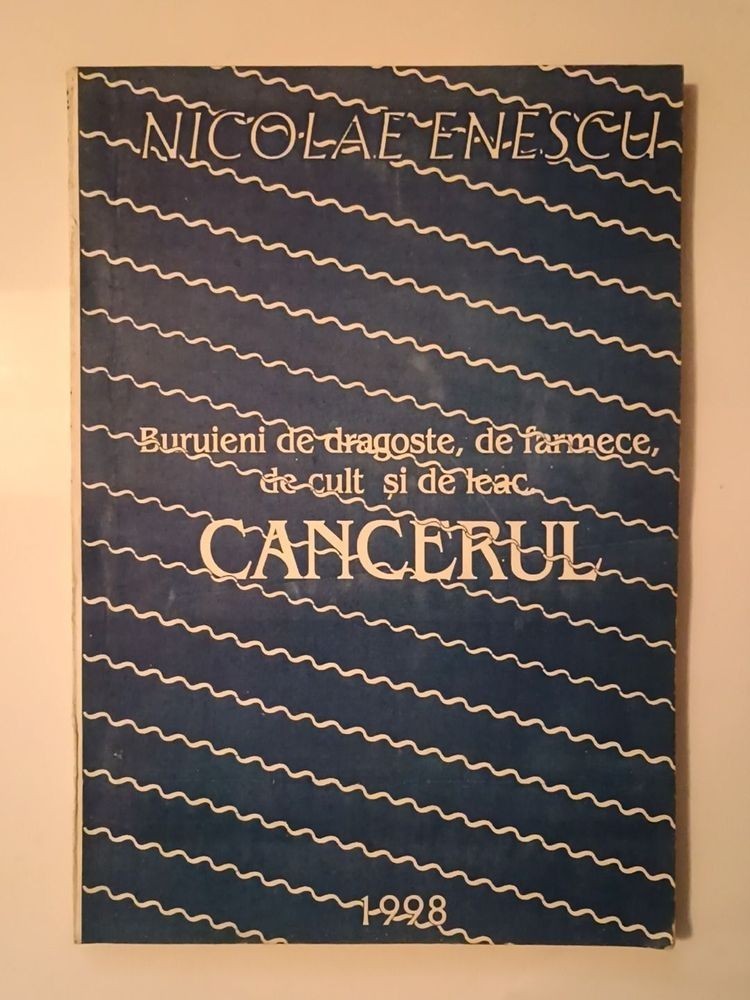 NICOLAE ENESCU
Buruieni de dragoste, de farmece,
de cult și de leac.
CANCERUL
1998